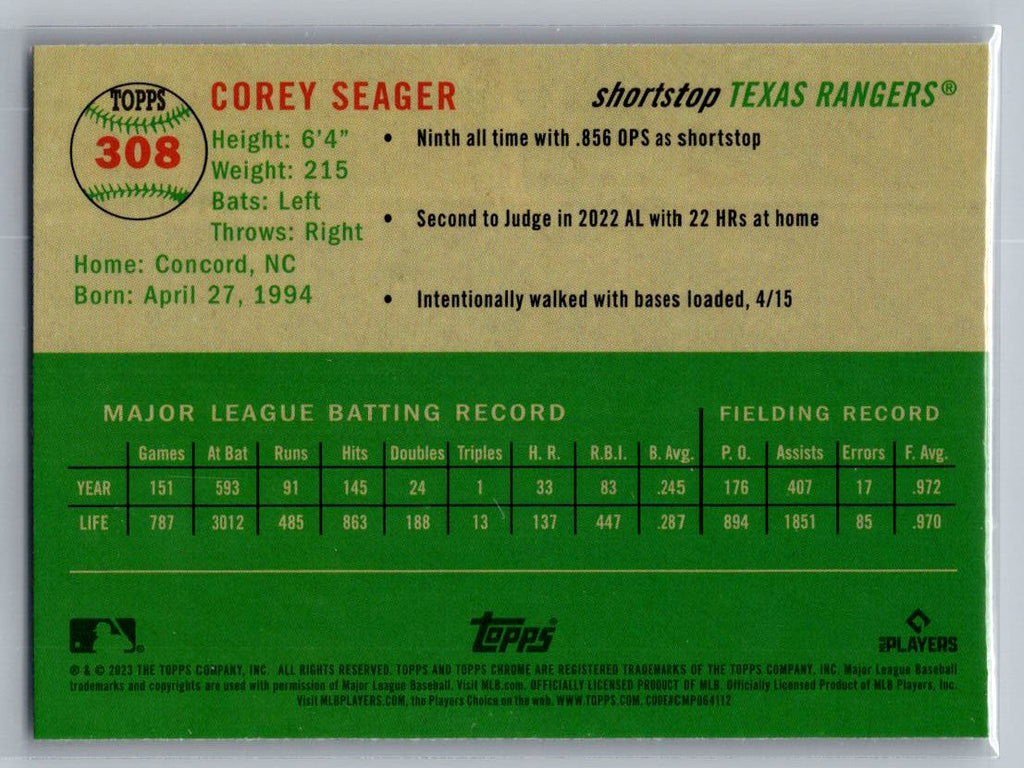 TOPPS
308
COREY SEAGER
shortstop TEXAS RANGERS®
Height: 6'4"
Weight: 215
Bats: Left
Throws: Right
Home: Concord, NC
Born: April 27, 1994
• Ninth all time with .856 OPS as shortstop
• Second to Judge in 2022 AL with 22 HRs at home
• Intentionally walked with bases loaded, 4/15
MAJOR LEAGUE BATTING RECORD FIELDING RECORD
Games At Bat Runs Hits Doubles Triples H. R. R.B.I. B. Avg. P. O. Assists Errors F. Avg.
YEAR 151 593 91 145 24 1 33 83 .245 176 407 17 .972
LIFE 787 3012 485 863 188 13 137 447 .287 894 1851 85 .970
Topps®
MLB PLAYERS
® & © 2023 THE TOPPS COMPANY, INC. ALL RIGHTS RESERVED. TOPPS AND TOPPS CHROME ARE REGISTERED TRADEMARKS OF THE TOPPS COMPANY, INC. Major League Baseball
trademarks and copyrights are used with permission of Major League Baseball. Visit MLB.com. OFFICIALLY LICENSED PRODUCT OF MLB. Officially Licensed Product of MLB Players, Inc.
Visit MLBPLAYERS.COM, the Players Choice on the web. WWW.TOPPS.COM. CODE#CMP064112